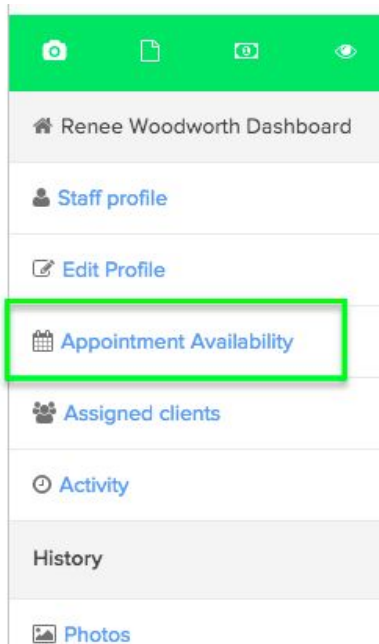 Renee Woodworth Dashboard
Staff profile
Edit Profile
Appointment Availability
Assigned clients
Activity
History
Photos